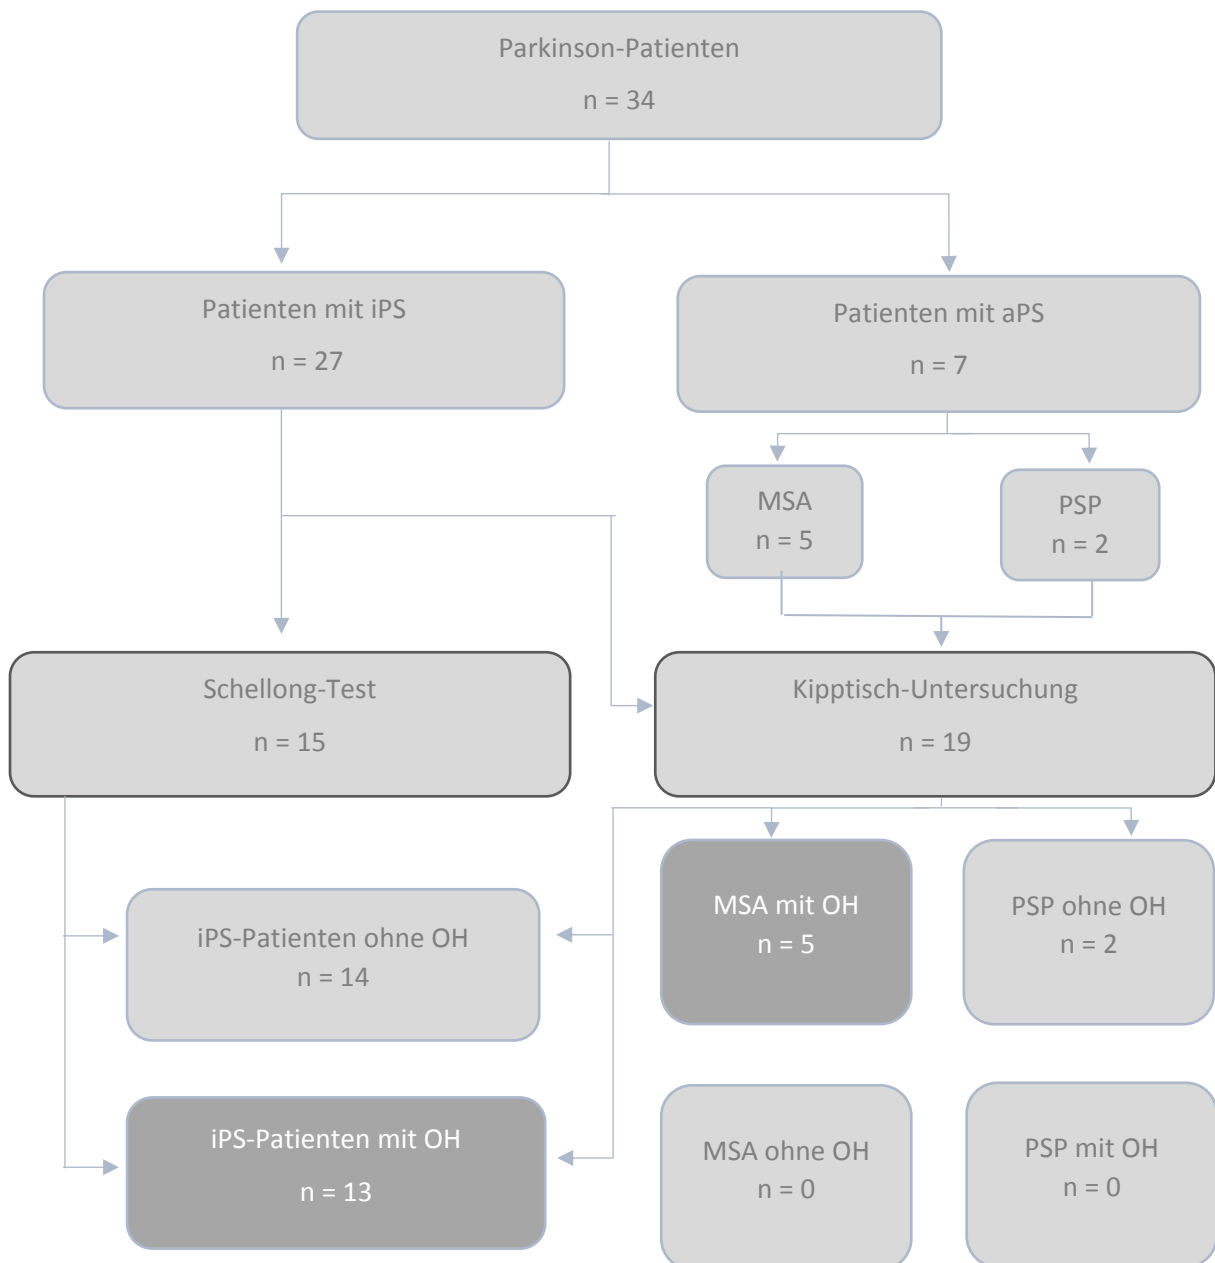 Parkinson-Patienten
n = 34
Patienten mit iPS
n = 27
Patienten mit aPS
n = 7
MSA
n = 5
PSP
n = 2
Schellong-Test
n = 15
Kipptisch-Untersuchung
n = 19
iPS-Patienten ohne OH
n = 14
MSA mit OH
n = 5
PSP ohne OH
n = 2
iPS-Patienten mit OH
n = 13
MSA ohne OH
n = 0
PSP mit OH
n = 0